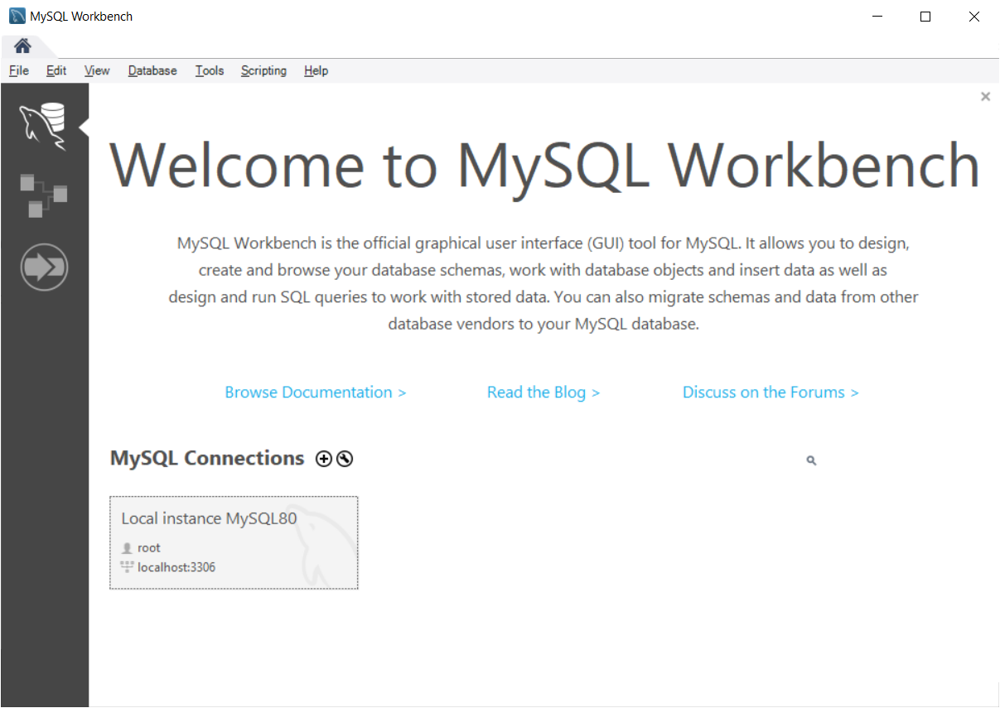 MySQL Workbench
File Edit View Database Tools Scripting Help
Welcome to MySQL Workbench
MySQL Workbench is the official graphical user interface (GUI) tool for MySQL. It allows you to design,
create and browse your database schemas, work with database objects and insert data as well as
design and run SQL queries to work with stored data. You can also migrate schemas and data from other
database vendors to your MySQL database.
Browse Documentation > Read the Blog > Discuss on the Forums >
MySQL Connections
Local instance MySQL80
root
localhost:3306